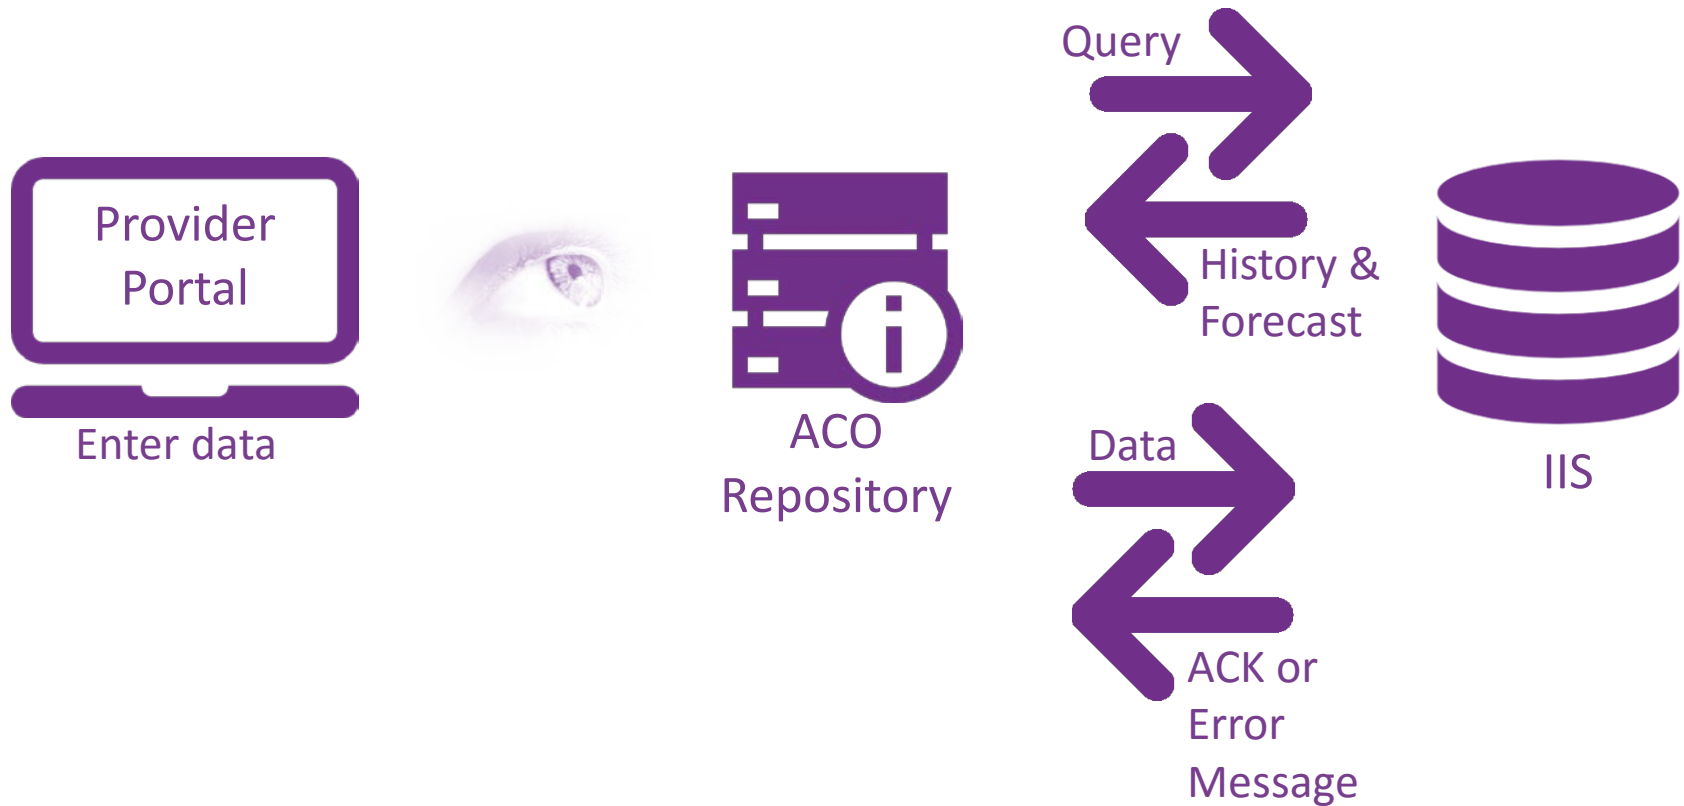 Provider
Portal
Enter data
i
ACO
Repository
Query
History &
Forecast
Data
ACK or
Error
Message
IIS